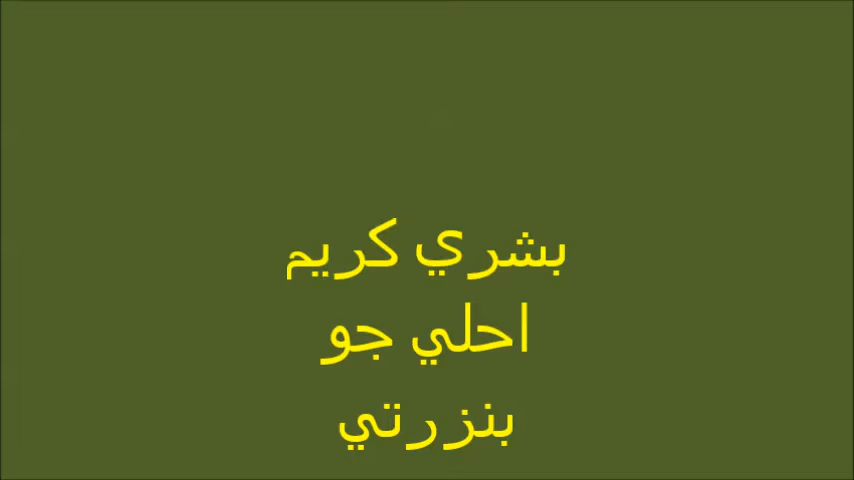 بشري كريم
احلي جو
بنزرتي